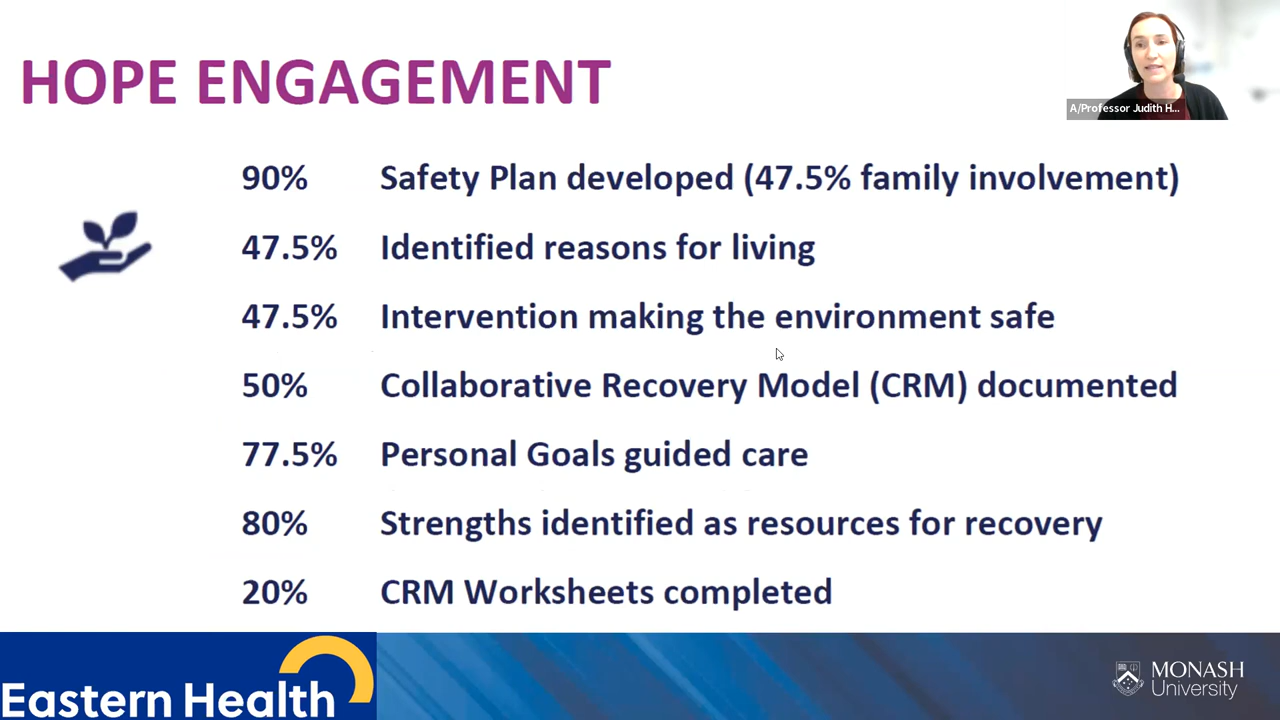 HOPE ENGAGEMENT
A/Professor Judith H...
90% Safety Plan developed (47.5% family involvement)
47.5% Identified reasons for living
47.5% Intervention making the environment safe
50% Collaborative Recovery Model (CRM) documented
77.5% Personal Goals guided care
80% Strengths identified as resources for recovery
20% CRM Worksheets completed
Eastern Health
MONASH
University